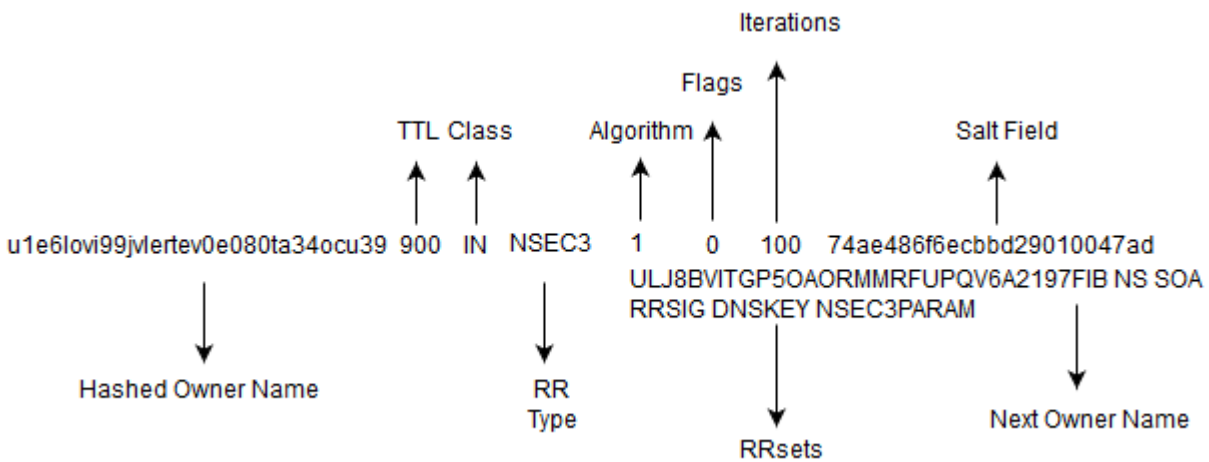 Iterations
Flags
TTL Class
Algorithm
Salt Field
u1e6lovi99jvlertev0e080ta34ocu39 900 IN NSEC3 1 0 100 74ae486f6ecbbd29010047ad
ULJ8BVITGP5OAORMMRFUPQV6A2197FIB NS SOA
RRSIG DNSKEY NSEC3PARAM
Hashed Owner Name
RR
Type
Next Owner Name
RRsets